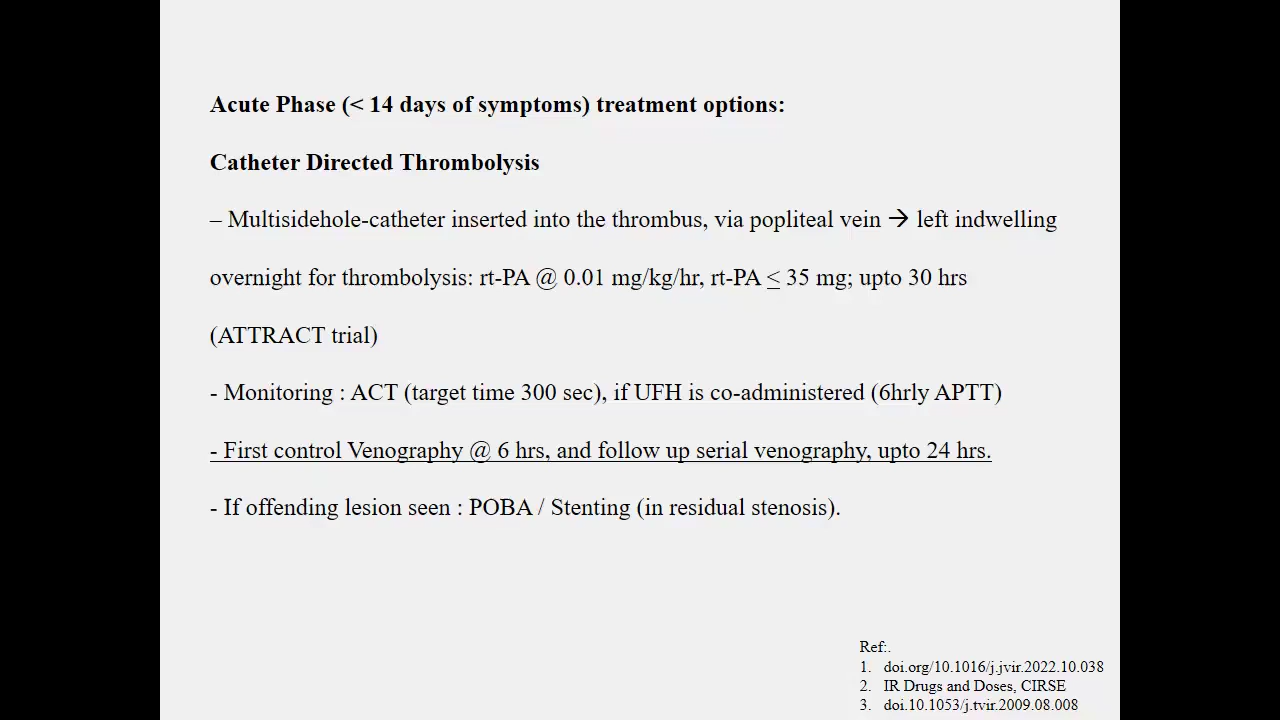 Acute Phase (< 14 days of symptoms) treatment options:
Catheter Directed Thrombolysis
– Multisidehole-catheter inserted into the thrombus, via popliteal vein → left indwelling
overnight for thrombolysis: rt-PA @ 0.01 mg/kg/hr, rt-PA ≤ 35 mg; upto 30 hrs
(ATTRACT trial)
- Monitoring : ACT (target time 300 sec), if UFH is co-administered (6hrly APTT)
- First control Venography @ 6 hrs, and follow up serial venography, upto 24 hrs.
- If offending lesion seen : POBA / Stenting (in residual stenosis).
Ref:.
1. doi.org/10.1016/j.jvir.2022.10.038
2. IR Drugs and Doses, CIRSE
3. doi.10.1053/j.tvir.2009.08.008